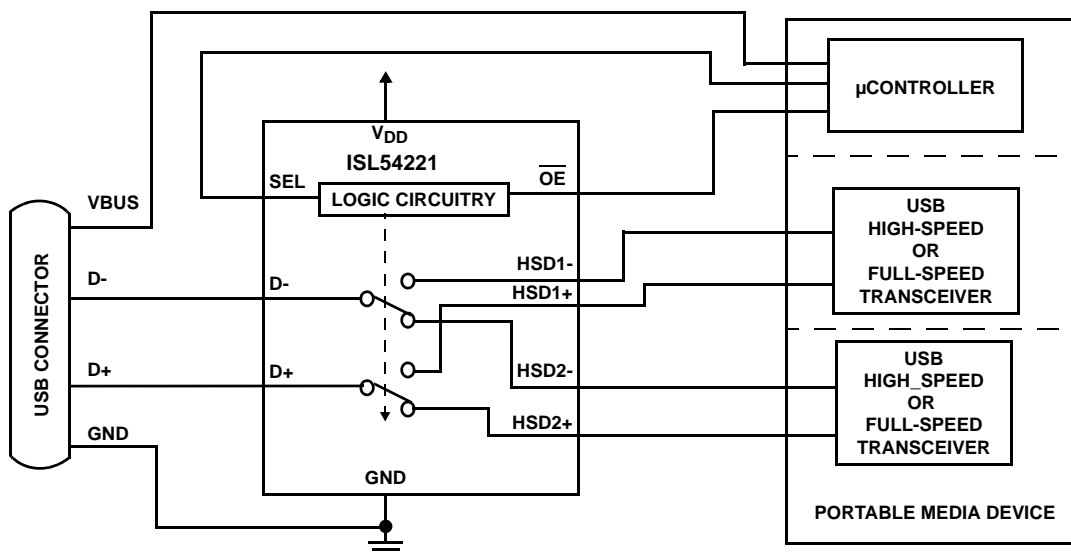 µCONTROLLER
V_DD
ISL54221
SEL
OE
LOGIC CIRCUITRY
VBUS
USB
HIGH-SPEED
OR
FULL-SPEED
TRANSCEIVER
HSD1-
D-
D-
HSD1+
USB CONNECTOR
D+
D+
HSD2-
USB
HIGH_SPEED
OR
FULL-SPEED
TRANSCEIVER
HSD2+
GND
GND
PORTABLE MEDIA DEVICE